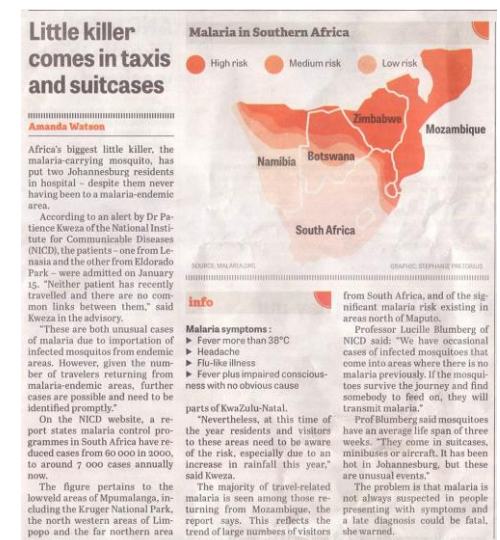 Little killer
comes in taxis
and suitcases
Amanda Watson
Africa's biggest little killer, the
malaria-carrying mosquito, has
put two Johannesburg residents
in hospital – despite them never
having been to a malaria-endemic
area.
According to an alert by Dr Pa-
tience Kweza of the National Insti-
tute for Communicable Diseases
(NICD), the patients – one from Le-
nasia and the other from Eldorado
Park – were admitted on January
15. "Neither patient has recently
travelled and there are no com-
mon links between them," said
Kweza in the advisory.
"These are both unusual cases
of malaria due to importation of
infected mosquitos from endemic
areas. However, given the num-
ber of travelers returning from
malaria-endemic areas, further
cases are possible and need to be
identified promptly."
On the NICD website, a re-
port states malaria control pro-
grammes in South Africa have re-
duced cases from 60 000 in 2000,
to around 7 000 cases annually
now.
The figure pertains to the
lowveld areas of Mpumalanga, in-
cluding the Kruger National Park,
the north western areas of Lim-
popo and the far northern area
Malaria in Southern Africa
High risk
Medium risk
Low risk
Zimbabwe
Mozambique
Namibia
Botswana
South Africa
SOURCE: MALARIA.ORG
GRAPHIC: STEPHANIE PRETORIUS
info
Malaria symptoms:
▶ Fever more than 38°C
▶ Headache
▶ Flu-like illness
▶ Fever plus impaired conscious-
ness with no obvious cause
parts of KwaZulu-Natal.
"Nevertheless, at this time of
the year residents and visitors
to these areas need to be aware
of the risk, especially due to an
increase in rainfall this year,"
said Kweza.
The majority of travel-related
malaria is seen among those re-
turning from Mozambique, the
report says. This reflects the
trend of large numbers of visitors
from South Africa, and of the sig-
nificant malaria risk existing in
areas north of Maputo.
Professor Lucille Blumberg of
NICD said: "We have occasional
cases of infected mosquitoes that
come into areas where there is no
malaria previously. If the mosqui-
toes survive the journey and find
somebody to feed on, they will
transmit malaria."
Prof Blumberg said mosquitoes
have an average life span of three
weeks. "They come in suitcases,
minibuses or aircraft. It has been
hot in Johannesburg, but these
are unusual events."
The problem is that malaria is
not always suspected in people
presenting with symptoms and
a late diagnosis could be fatal,
she warned.